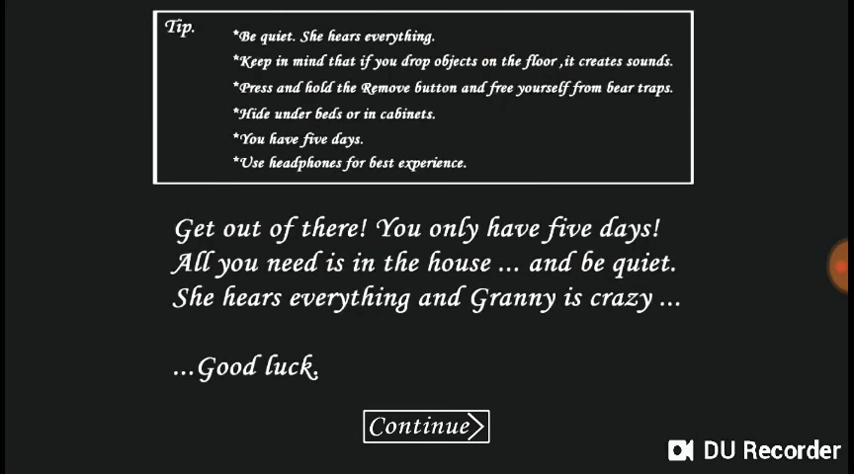 Tip.
*Be quiet. She hears everything.
*Keep in mind that if you drop objects on the floor ,it creates sounds.
*Press and hold the Remove button and free yourself from bear traps.
*Hide under beds or in cabinets.
*You have five days.
*Use headphones for best experience.
Get out of there! You only have five days!
All you need is in the house ... and be quiet.
She hears everything and Granny is crazy ...
...Good luck.
Continue
DU Recorder